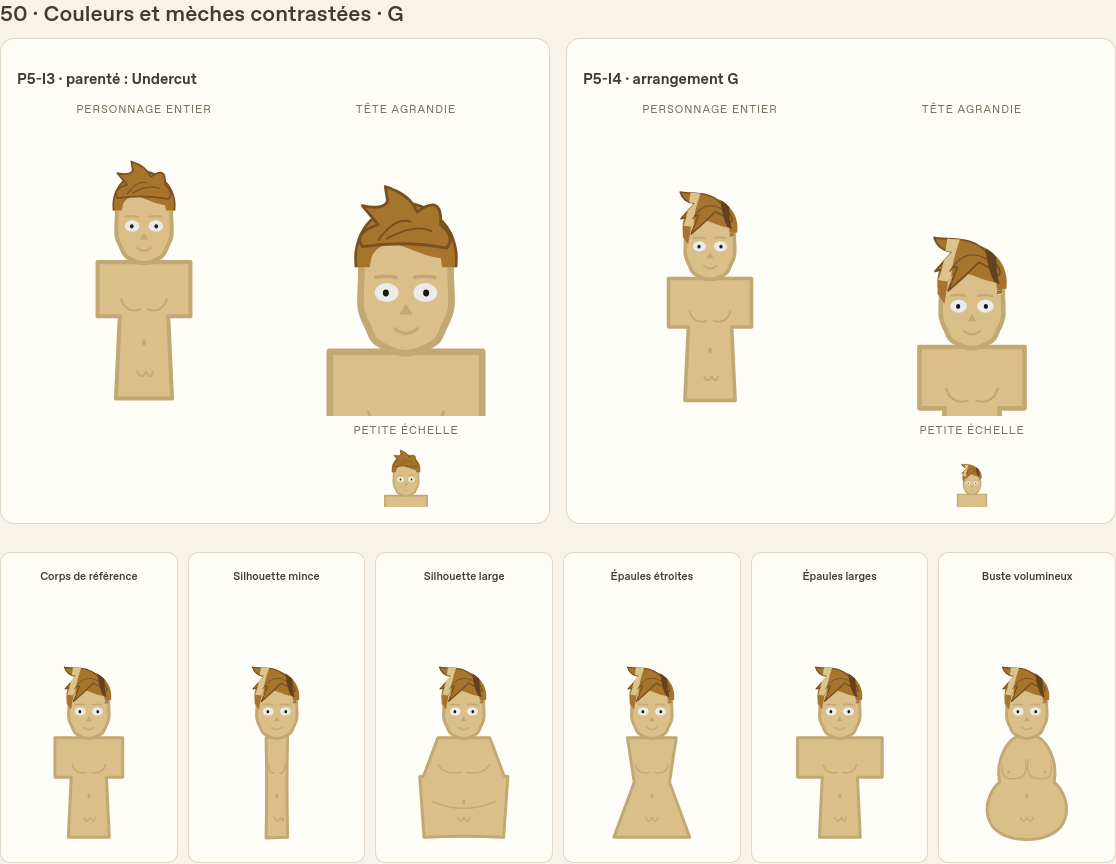 50 · Couleurs et mèches contrastées · G
P5-I3 · parenté : Undercut
PERSONNAGE ENTIER
TÊTE AGRANDIE
PETITE ÉCHELLE
P5-I4 · arrangement G
PERSONNAGE ENTIER
TÊTE AGRANDIE
PETITE ÉCHELLE
Corps de référence
Silhouette mince
Silhouette large
Épaules étroites
Épaules larges
Buste volumineux